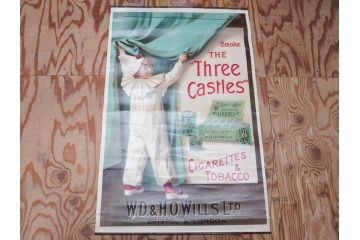 Smoke
THE
"Three
Castles"
CIGARETTES
&
TOBACCO
W.D.&H.O.WILLS.LTD
BRISTOL & LONDON.